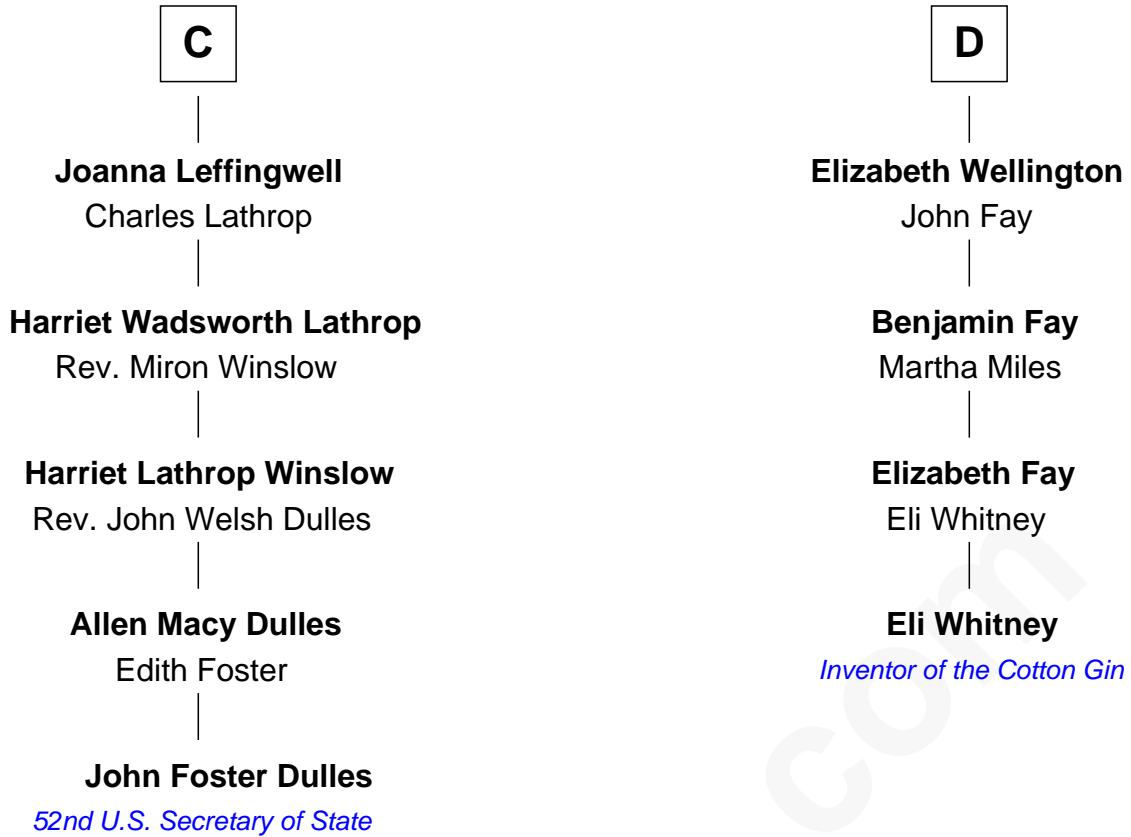 C
Joanna Leffingwell
Charles Lathrop
Harriet Wadsworth Lathrop
Rev. Miron Winslow
Harriet Lathrop Winslow
Rev. John Welsh Dulles
Allen Macy Dulles
Edith Foster
John Foster Dulles
52nd U.S. Secretary of State
D
Elizabeth Wellington
John Fay
Benjamin Fay
Martha Miles
Elizabeth Fay
Eli Whitney
Eli Whitney
Inventor of the Cotton Gin
com